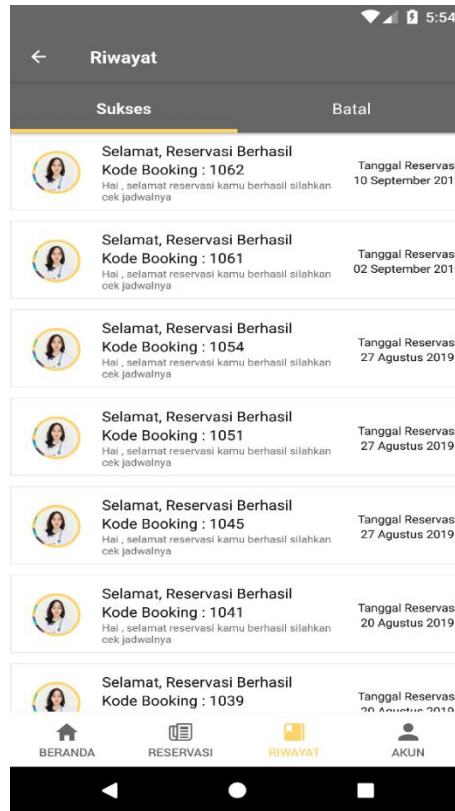 5:54
Riwayat
Sukses
Batal
Selamat, Reservasi Berhasil
Kode Booking : 1062
Hai , selamat reservasi kamu berhasil silahkan
cek jadwalnya
Tanggal Reservas
10 September 201
Selamat, Reservasi Berhasil
Kode Booking : 1061
Hai , selamat reservasi kamu berhasil silahkan
cek jadwalnya
Tanggal Reservas
02 September 201
Selamat, Reservasi Berhasil
Kode Booking : 1054
Hai , selamat reservasi kamu berhasil silahkan
cek jadwalnya
Tanggal Reservas
27 Agustus 2019
Selamat, Reservasi Berhasil
Kode Booking : 1051
Hai , selamat reservasi kamu berhasil silahkan
cek jadwalnya
Tanggal Reservas
27 Agustus 2019
Selamat, Reservasi Berhasil
Kode Booking : 1045
Hai , selamat reservasi kamu berhasil silahkan
cek jadwalnya
Tanggal Reservas
27 Agustus 2019
Selamat, Reservasi Berhasil
Kode Booking : 1041
Hai , selamat reservasi kamu berhasil silahkan
cek jadwalnya
Tanggal Reservas
20 Agustus 2019
Selamat, Reservasi Berhasil
Kode Booking : 1039
Tanggal Reservas
20 Agustus 2019
BERANDA
RESERVASI
RIWAYAT
AKUN